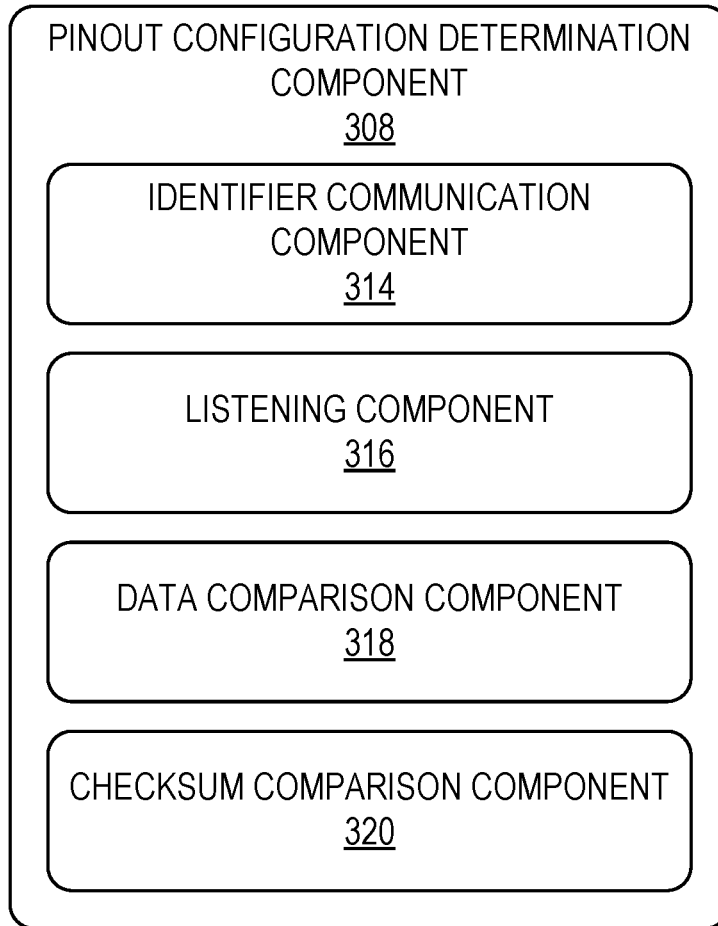 PINOUT CONFIGURATION DETERMINATION
COMPONENT
308
IDENTIFIER COMMUNICATION
COMPONENT
314
LISTENING COMPONENT
316
DATA COMPARISON COMPONENT
318
CHECKSUM COMPARISON COMPONENT
320